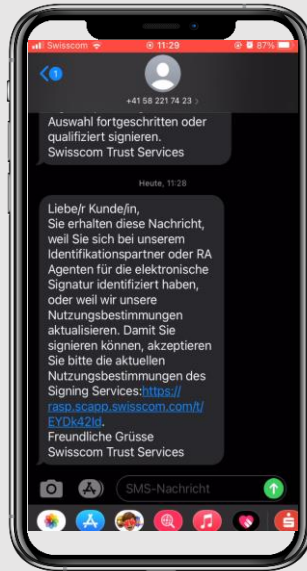 Swisscom 11:29 87%
1
+41 58 221 74 23 >
Auswahl fortgeschritten oder
qualifiziert signieren.
Swisscom Trust Services
Heute, 11:28
Liebe/r Kunde/in,
Sie erhalten diese Nachricht,
weil Sie sich bei unserem
Identifikationspartner oder RA
Agenten für die elektronische
Signatur identifiziert haben,
oder weil wir unsere
Nutzungsbestimmungen
aktualisieren. Damit Sie
signieren können, akzeptieren
Sie bitte die aktuellen
Nutzungsbestimmungen des
Signing Services:https://
rasp.scapp.swisscom.com/t/
EYDk42Id.
Freundliche Grüsse
Swisscom Trust Services
SMS-Nachricht